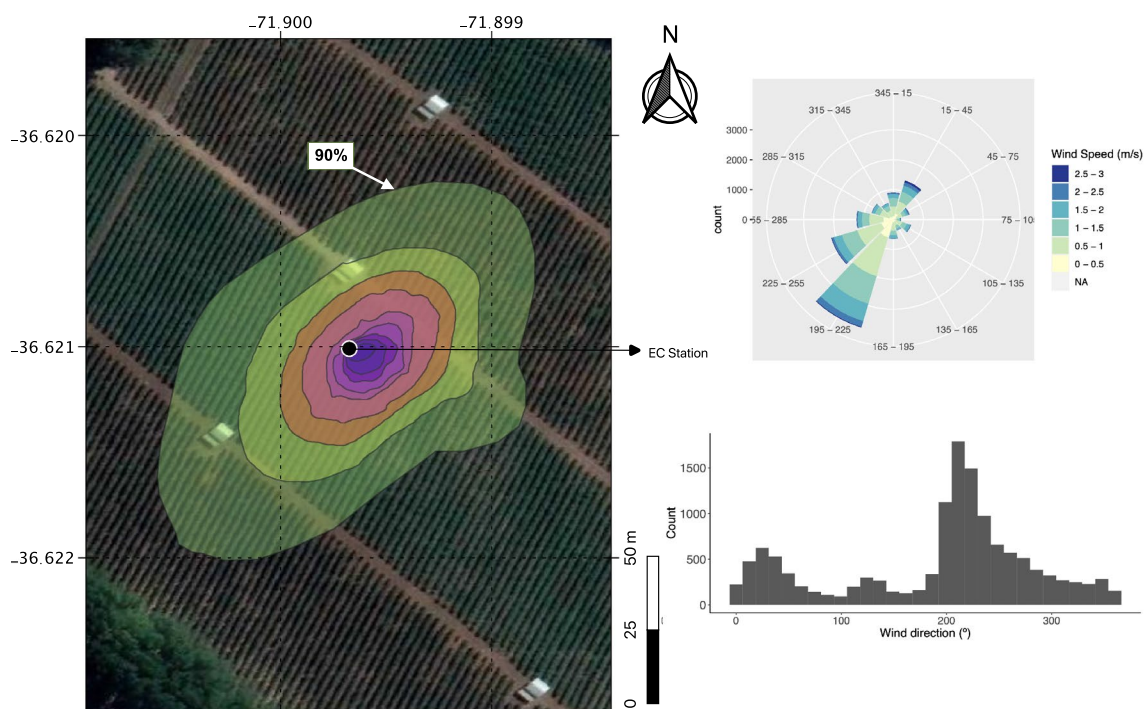 −71.900
−71.899
−36.620
−36.621
−36.622
90%
EC Station
N
50 m
25
0
345 − 15
15 − 45
45 − 75
75 − 10
105 − 135
135 − 165
165 − 195
195 − 225
225 − 255
55 − 285
285 − 315
315 − 345
3000
2000
1000
0
count
Wind Speed (m/s)
2.5 − 3
2 − 2.5
1.5 − 2
1 − 1.5
0.5 − 1
0 − 0.5
NA
Count
1500
1000
500
0
0
100
200
300
Wind direction (º)